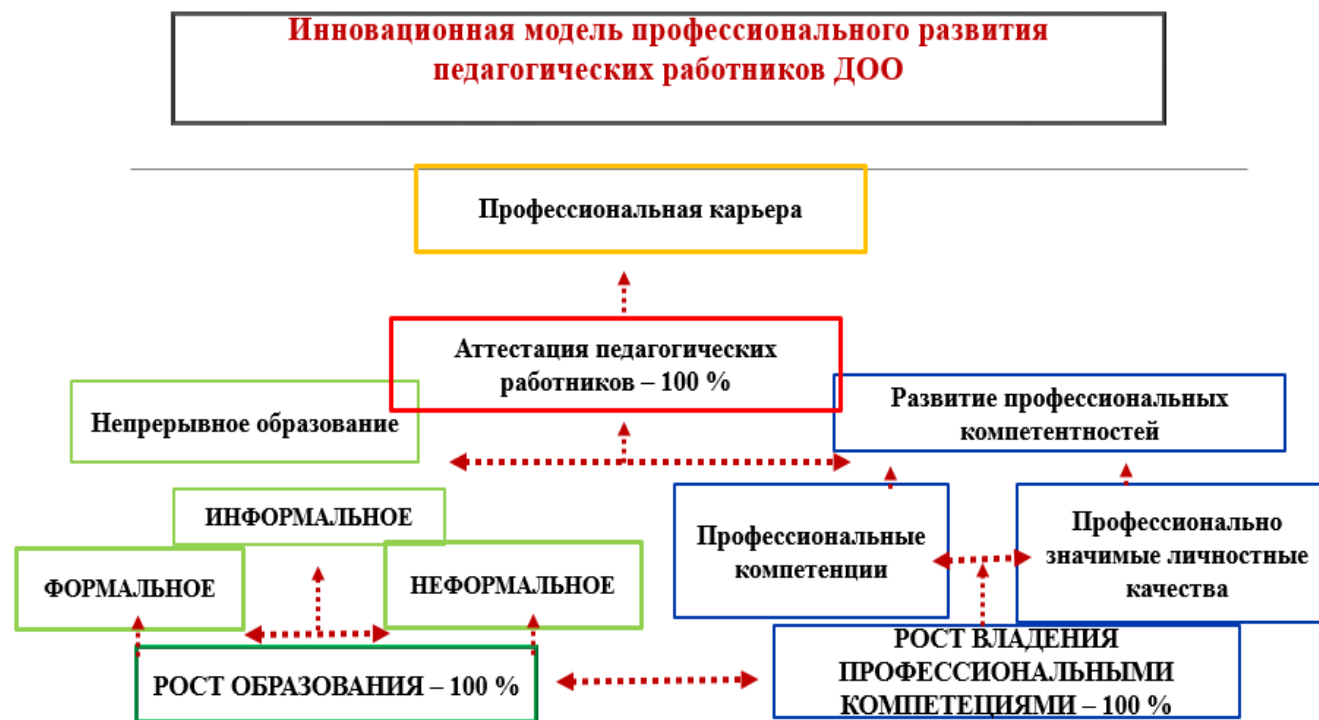 Инновационная модель профессионального развития
педагогических работников ДОО
Профессиональная карьера
Аттестация педагогических
работников – 100 %
Непрерывное образование
Развитие профессиональных
компетентностей
ИНФОРМАЛЬНОЕ
ФОРМАЛЬНОЕ
НЕФОРМАЛЬНОЕ
Профессиональные
компетенции
Профессионально
значимые личностные
качества
РОСТ ОБРАЗОВАНИЯ – 100 %
РОСТ ВЛАДЕНИЯ
ПРОФЕССИОНАЛЬНЫМИ
КОМПЕТЕЦИЯМИ – 100 %